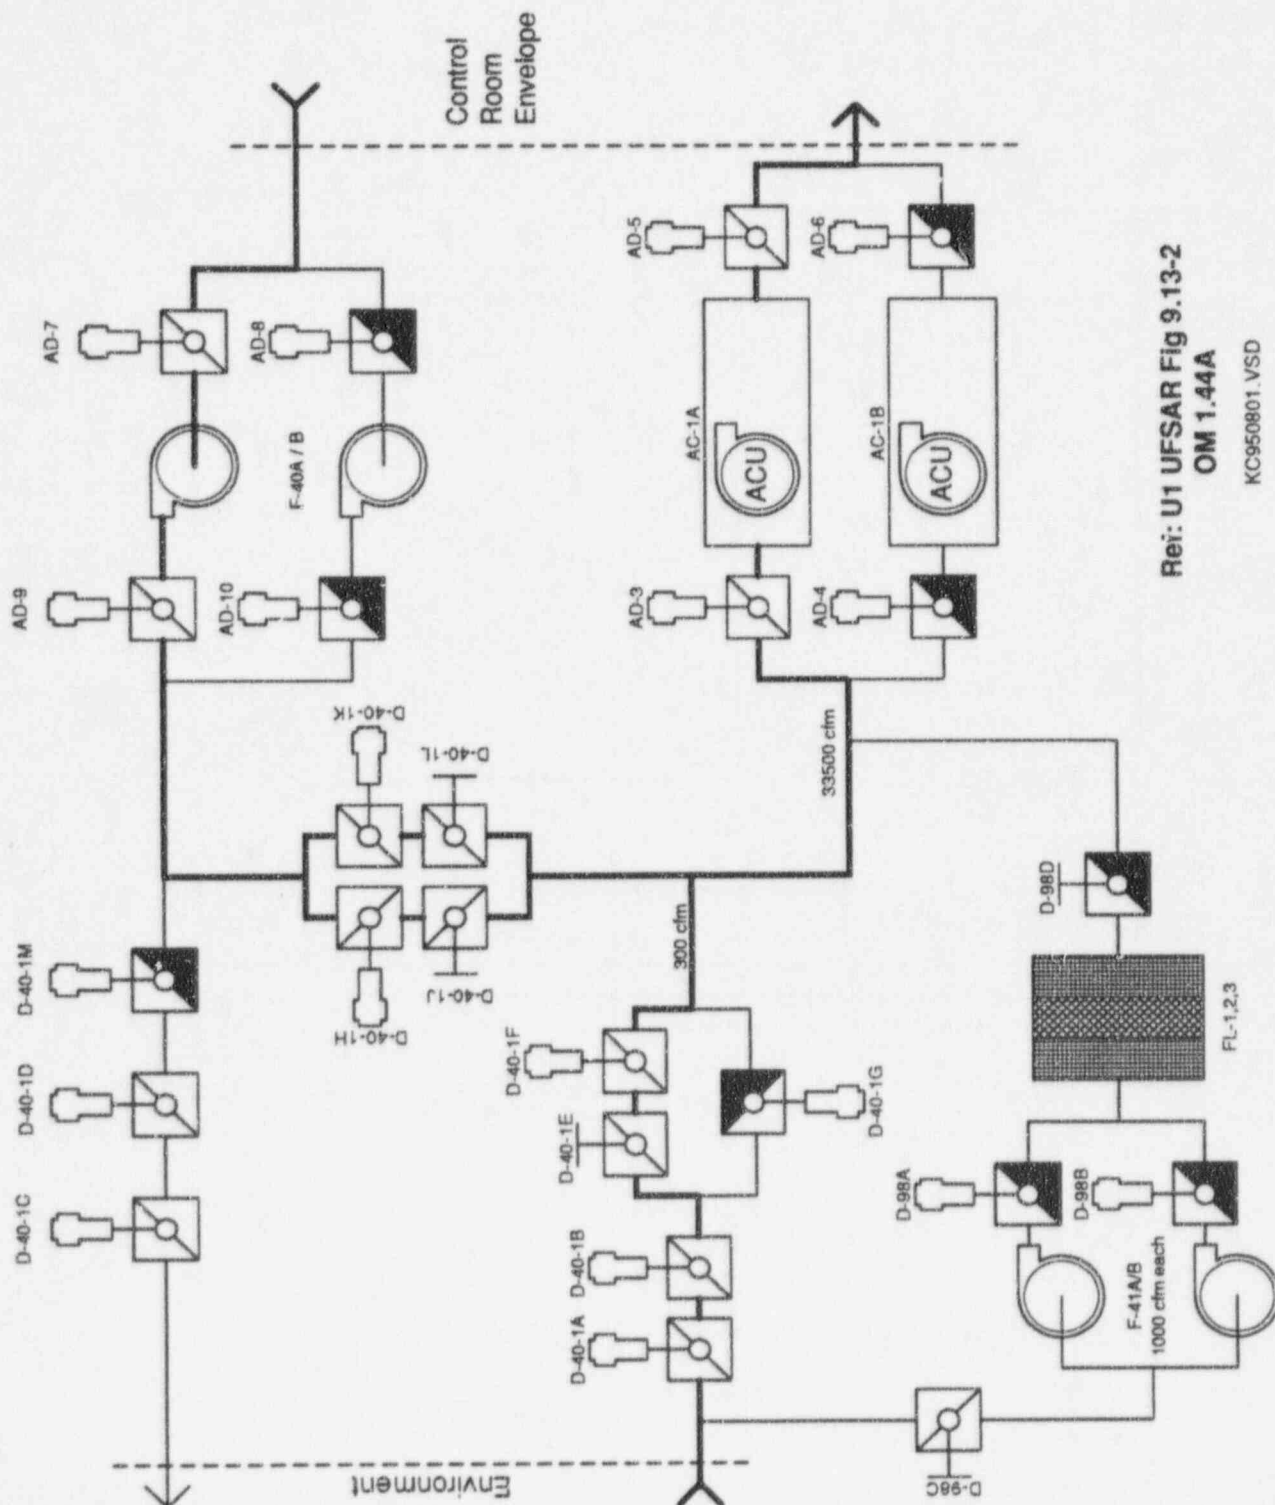 Control
Room
Envelope
AD-7
AD-8
F-40A / B
AD-9
AD-10
AD-5
AD-6
AC-1A
ACU
AC-1B
ACU
AD-3
AD-4
33500 cfm
D-40-1K
D-40-1L
D-40-1H
D-40-1J
D-40-1M
D-40-1D
D-40-1C
300 cfm
D-40-1F
D-40-1E
D-40-1G
D-40-1B
D-40-1A
D-98D
FL-1,2,3
D-98A
D-98B
F-41A/B
1000 cfm each
D-98C
Environment
Ref: U1 UFSAR Fig 9.13-2
OM 1.44A
KC950801.VSD